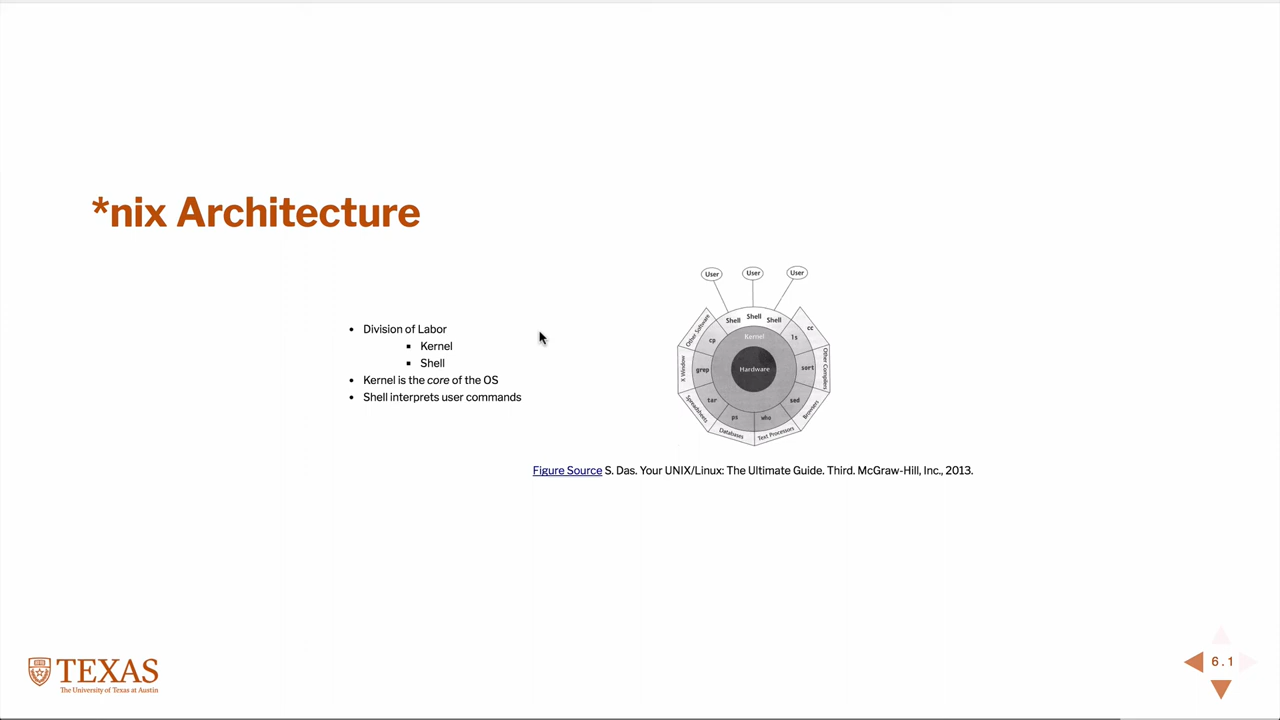 *nix Architecture
Division of Labor
Kernel
Shell
Kernel is the core of the OS
Shell interprets user commands
User
User
User
Shell
Shell
Shell
Other Software
cp
Kernel
ls
cc
X Window
grep
Hardware
sort
Other Compilers
Spreadsheets
tar
sed
Browsers
ps
who
Databases
Text Processors
Figure Source S. Das. Your UNIX/Linux: The Ultimate Guide. Third. McGraw-Hill, Inc., 2013.
TEXAS
The University of Texas at Austin
6.1